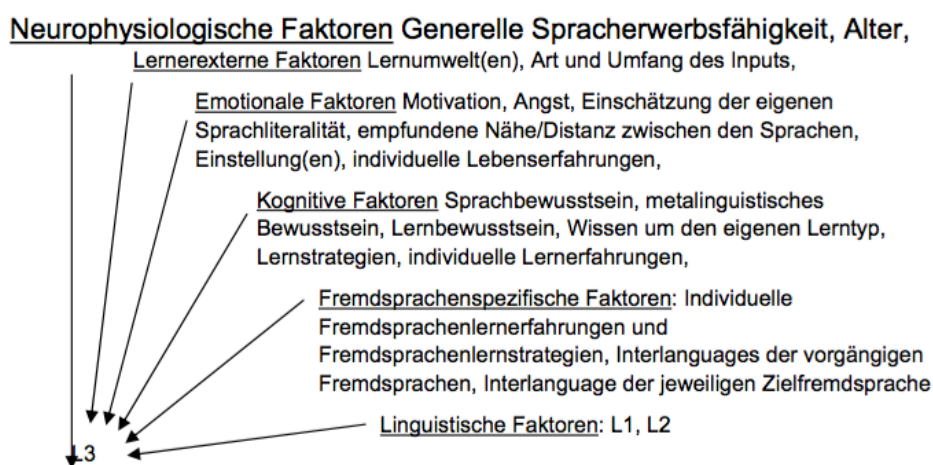 Neurophysiologische Faktoren Generelle Spracherwerbsfähigkeit, Alter,
Lernerexterne Faktoren Lernumwelt(en), Art und Umfang des Inputs,
Emotionale Faktoren Motivation, Angst, Einschätzung der eigenen
Sprachliteralität, empfundene Nähe/Distanz zwischen den Sprachen,
Einstellung(en), individuelle Lebenserfahrungen,
Kognitive Faktoren Sprachbewusstsein, metalinguistisches
Bewusstsein, Lernbewusstsein, Wissen um den eigenen Lerntyp,
Lernstrategien, individuelle Lernerfahrungen,
Fremdsprachenspezifische Faktoren: Individuelle
Fremdsprachenlernerfahrungen und
Fremdsprachenlernstrategien, Interlanguages der vorgängigen
Fremdsprachen, Interlanguage der jeweiligen Zielfremdsprache
Linguistische Faktoren: L1, L2
L3